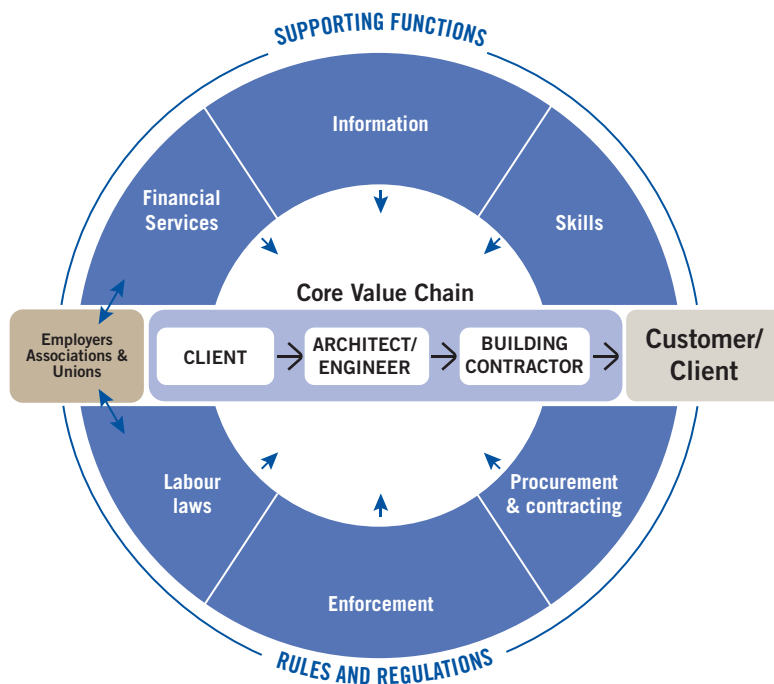 SUPPORTING FUNCTIONS
Information
Financial
Services
Skills
Core Value Chain
Employers
Associations &
Unions
CLIENT
ARCHITECT/
ENGINEER
BUILDING
CONTRACTOR
Customer/
Client
Labour
laws
Procurement
& contracting
Enforcement
RULES AND REGULATIONS